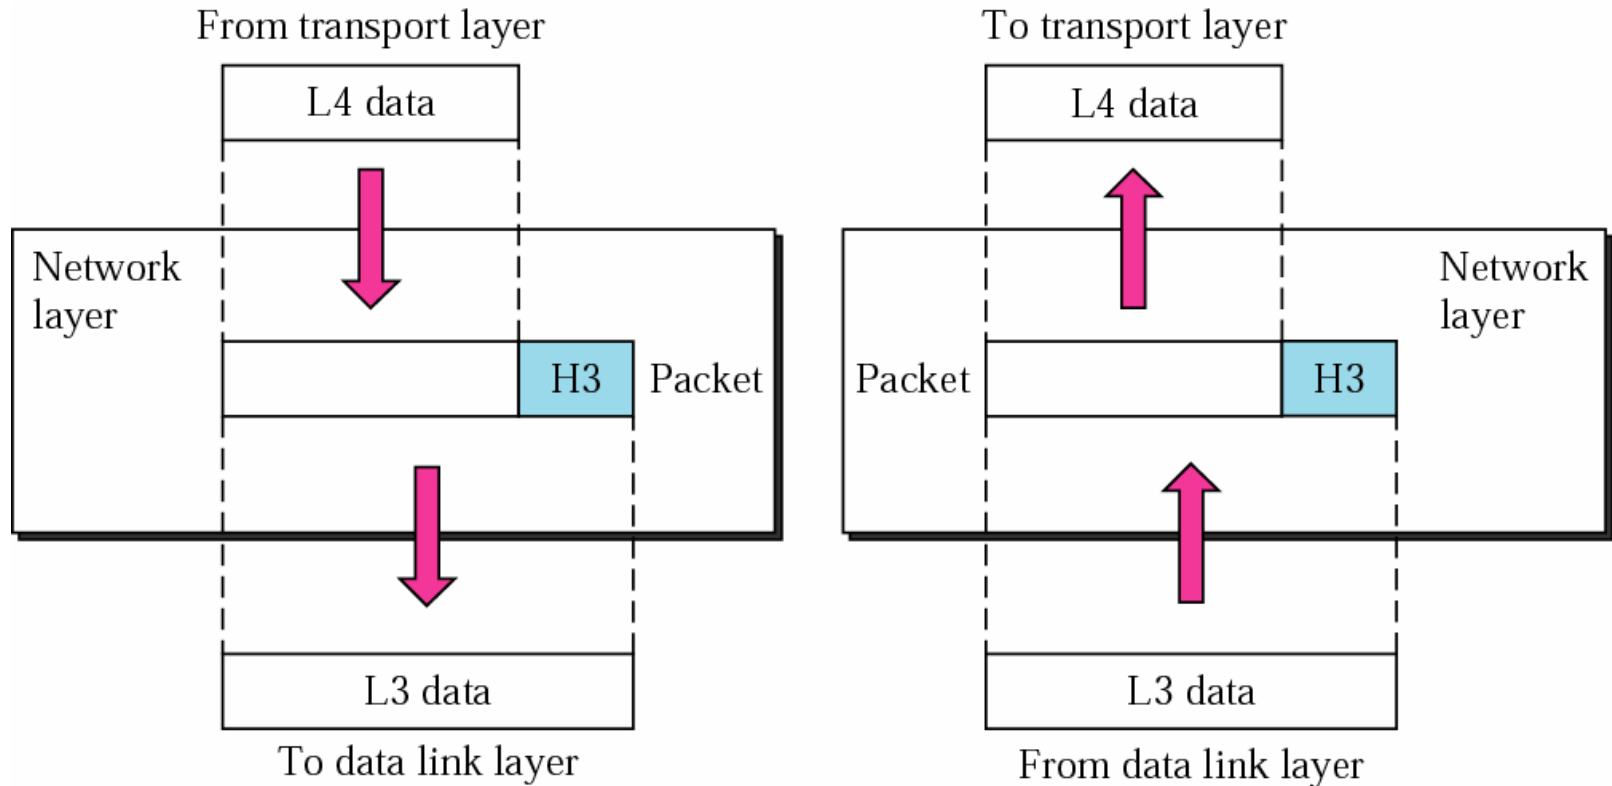 From transport layer
L4 data
Network
layer
H3
Packet
L3 data
To data link layer
To transport layer
L4 data
Network
layer
Packet
H3
L3 data
From data link layer